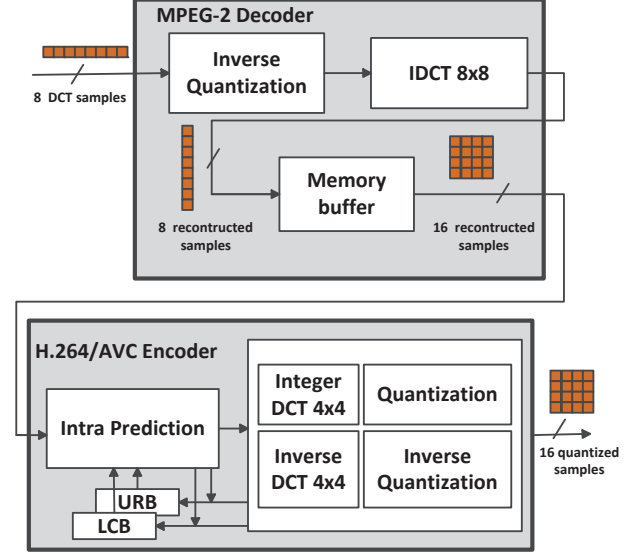 MPEG-2 Decoder
8 DCT samples
Inverse
Quantization
IDCT 8x8
8 recontructed
samples
Memory
buffer
16 recontructed
samples
H.264/AVC Encoder
Intra Prediction
Integer
DCT 4x4
Quantization
Inverse
DCT 4x4
Inverse
Quantization
URB
LCB
16 quantized
samples